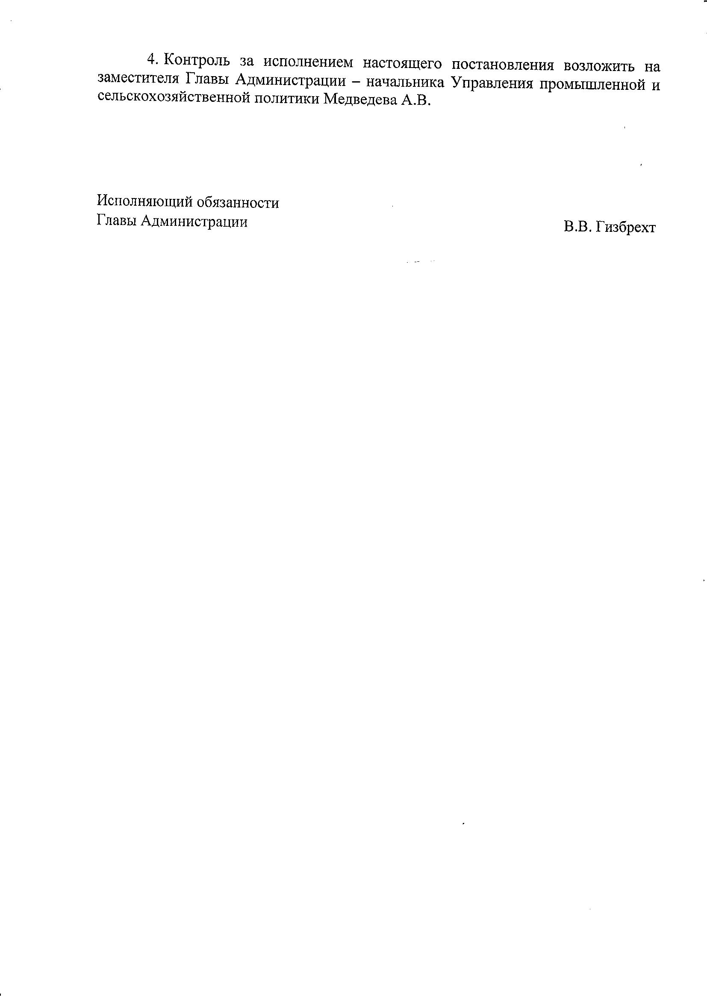 4. Контроль за исполнением настоящего постановления возложить на
заместителя Главы Администрации – начальника Управления промышленной и
сельскохозяйственной политики Медведева А.В.
Исполняющий обязанности
Главы Администрации
В.В. Гизбрехт